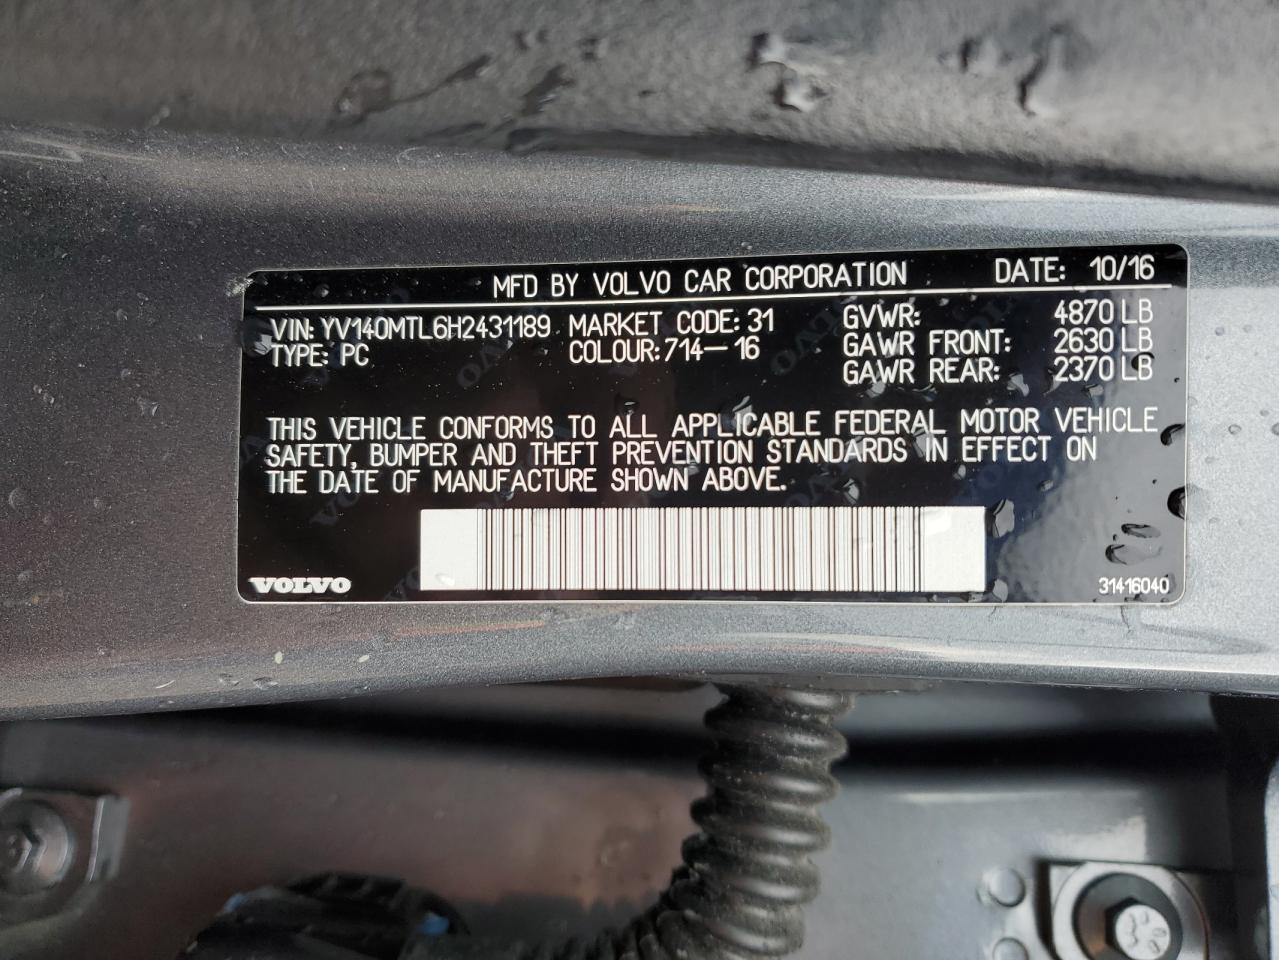 MFD BY VOLVO CAR CORPORATION DATE: 10/16
VIN: YV140MTL6H2431189 MARKET CODE: 31 GVWR: 4870 LB
TYPE: PC COLOUR: 714-16 GAWR FRONT: 2630 LB
GAWR REAR: 2370 LB
THIS VEHICLE CONFORMS TO ALL APPLICABLE FEDERAL MOTOR VEHICLE
SAFETY, BUMPER AND THEFT PREVENTION STANDARDS IN EFFECT ON
THE DATE OF MANUFACTURE SHOWN ABOVE.
VOLVO 31416040